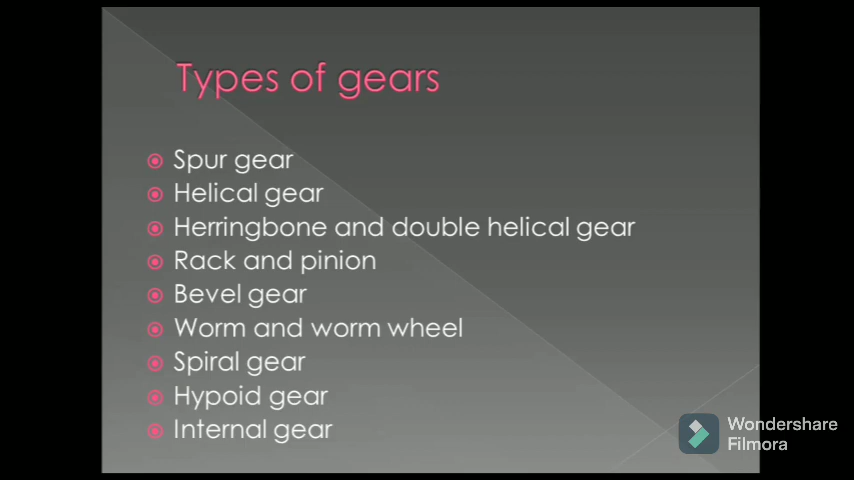 Types of gears
Spur gear
Helical gear
Herringbone and double helical gear
Rack and pinion
Bevel gear
Worm and worm wheel
Spiral gear
Hypoid gear
Internal gear
Wondershare
Filmora